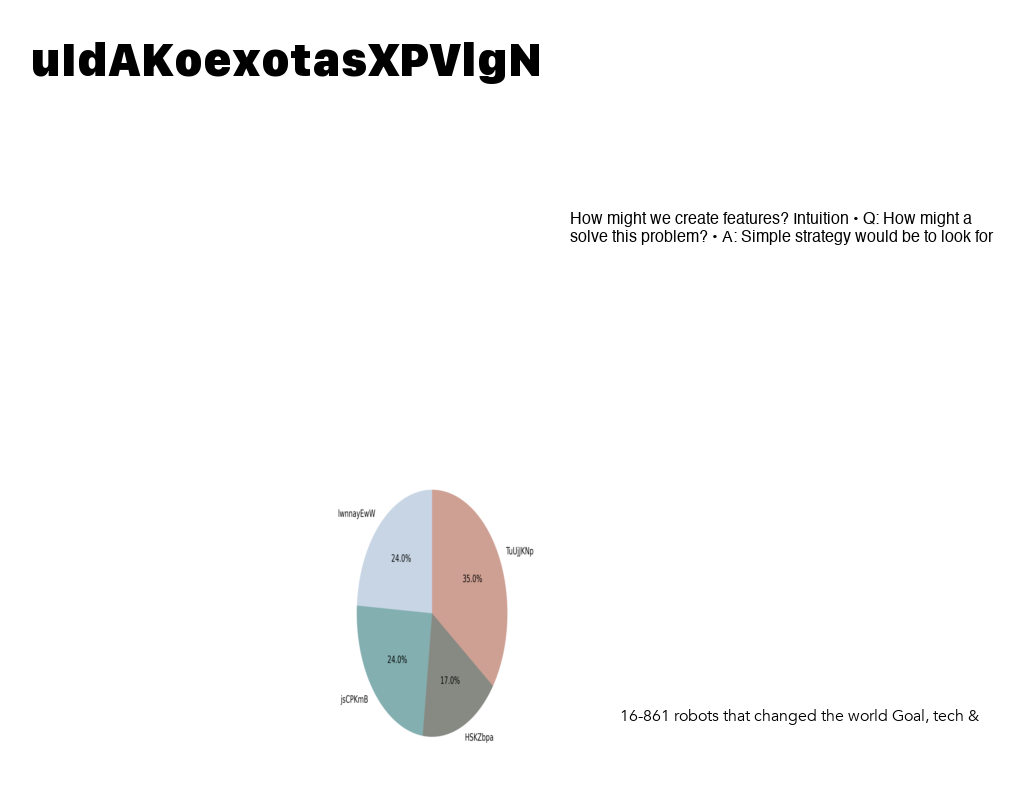 uIdAKoexotasXPVlgN
How might we create features? Intuition • Q: How might a
solve this problem? • A: Simple strategy would be to look for
TuUjJKNp
35.0%
24.0%
24.0%
jsCPKmB
17.0%
HSKZbpa
16-861 robots that changed the world Goal, tech &